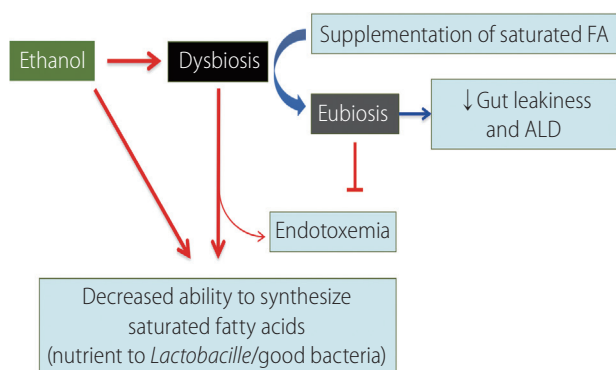 Supplementation of saturated FA
Ethanol
Dysbiosis
Eubiosis
↓Gut leakiness
and ALD
Endotoxemia
Decreased ability to synthesize
saturated fatty acids
(nutrient to Lactobacille/good bacteria)